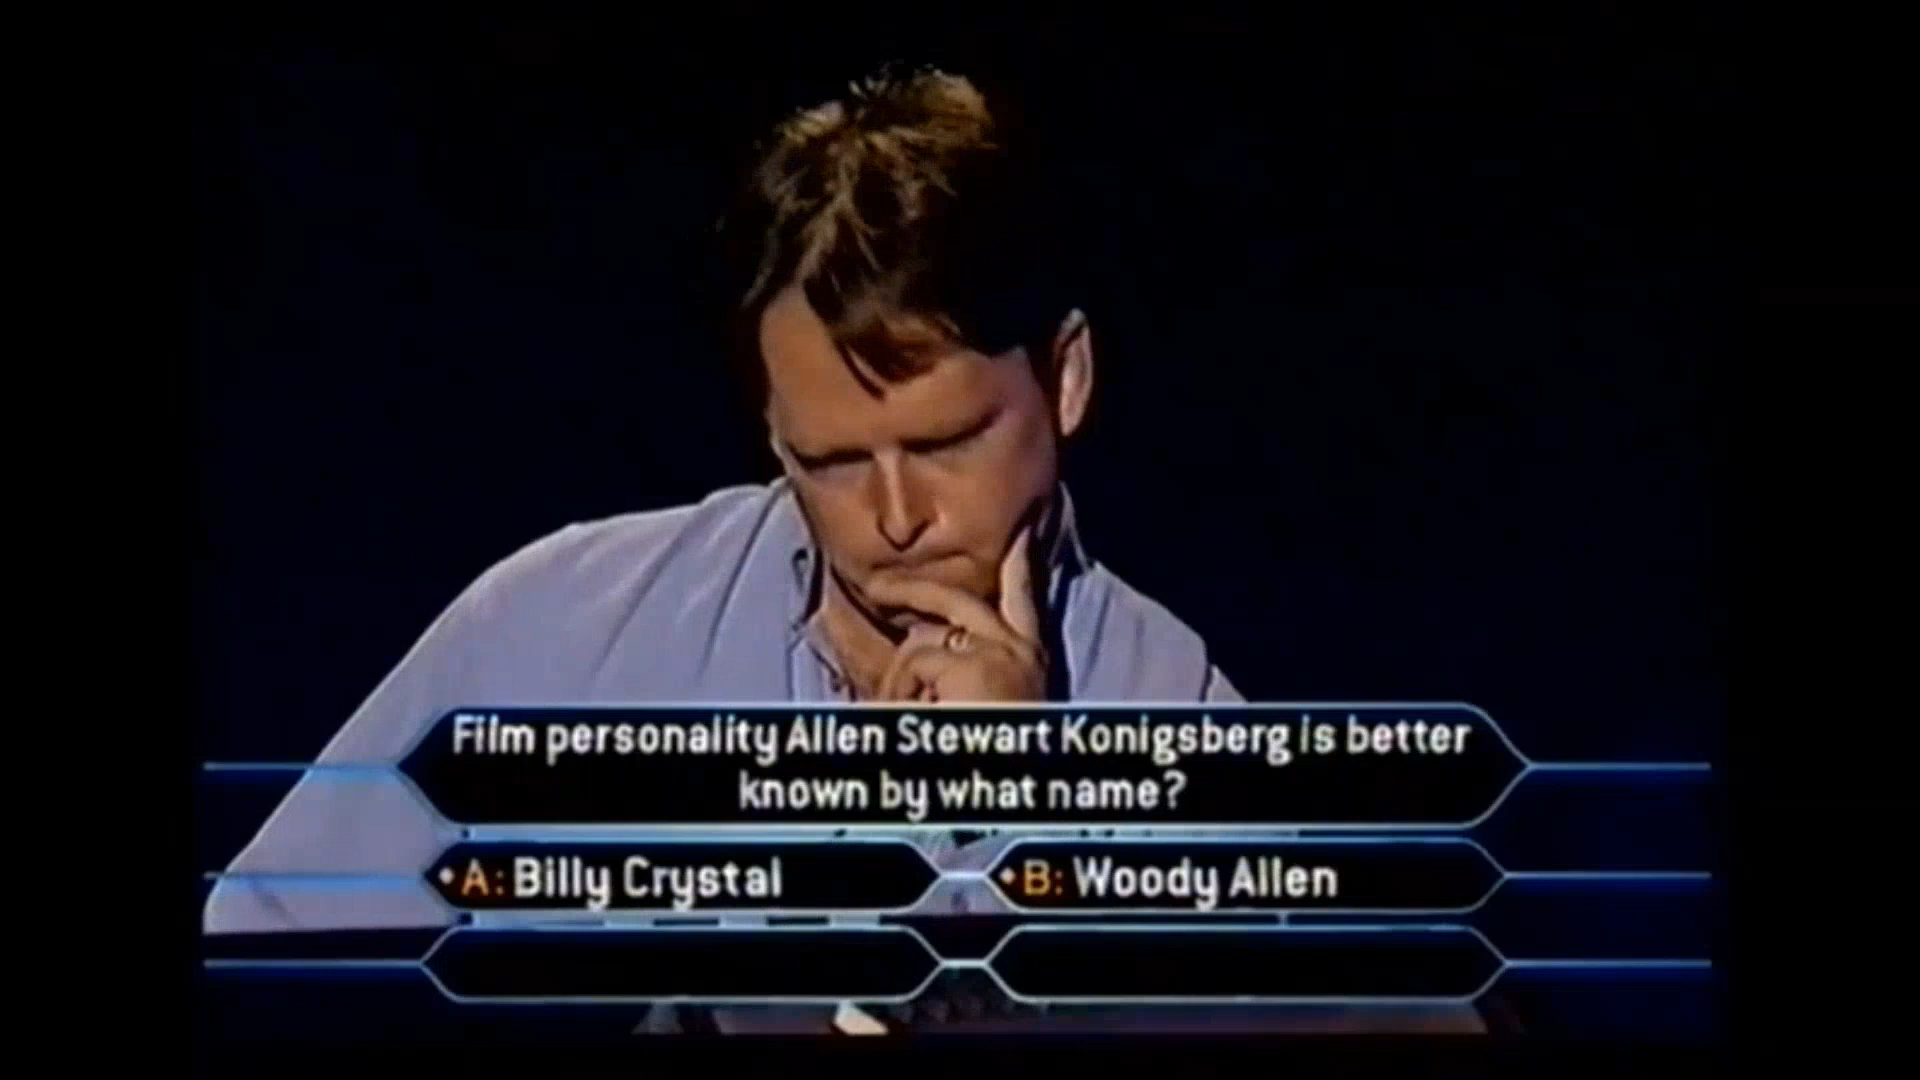 Film personality Allen Stewart Konigsberg is better
known by what name?
A: Billy Crystal
B: Woody Allen